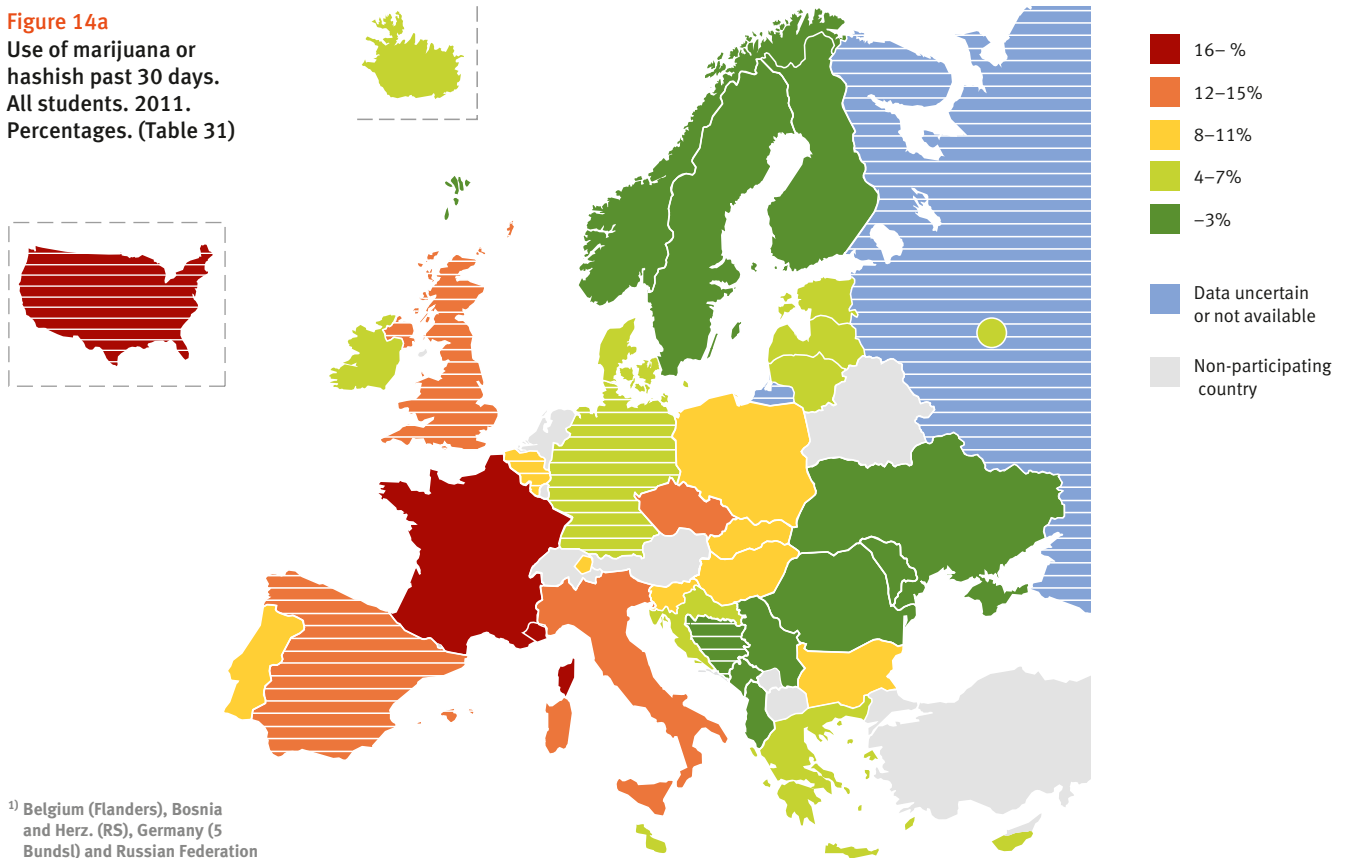 Figure 14a
Use of marijuana or
hashish past 30 days.
All students. 2011.
Percentages. (Table 31)
16– %
12–15%
8–11%
4–7%
–3%
Data uncertain
or not available
Non-participating
country
1) Belgium (Flanders), Bosnia
and Herz. (RS), Germany (5
Bundsl) and Russian Federation